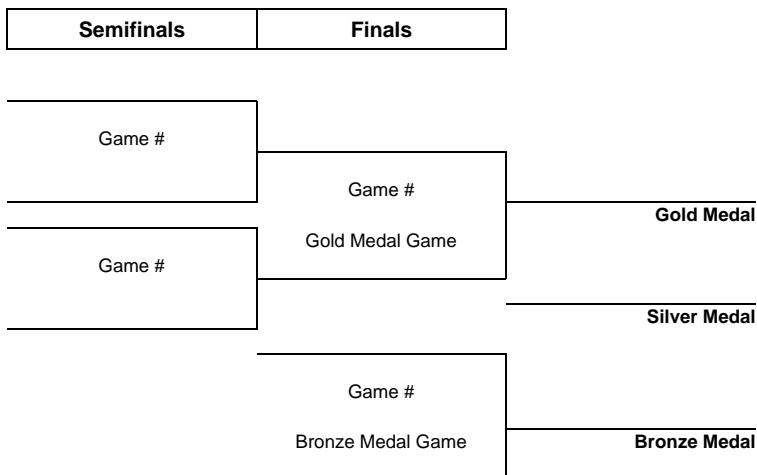 Semifinals Finals
Game #
Game #
Gold Medal
Gold Medal Game
Game #
Silver Medal
Game #
Bronze Medal Game Bronze Medal